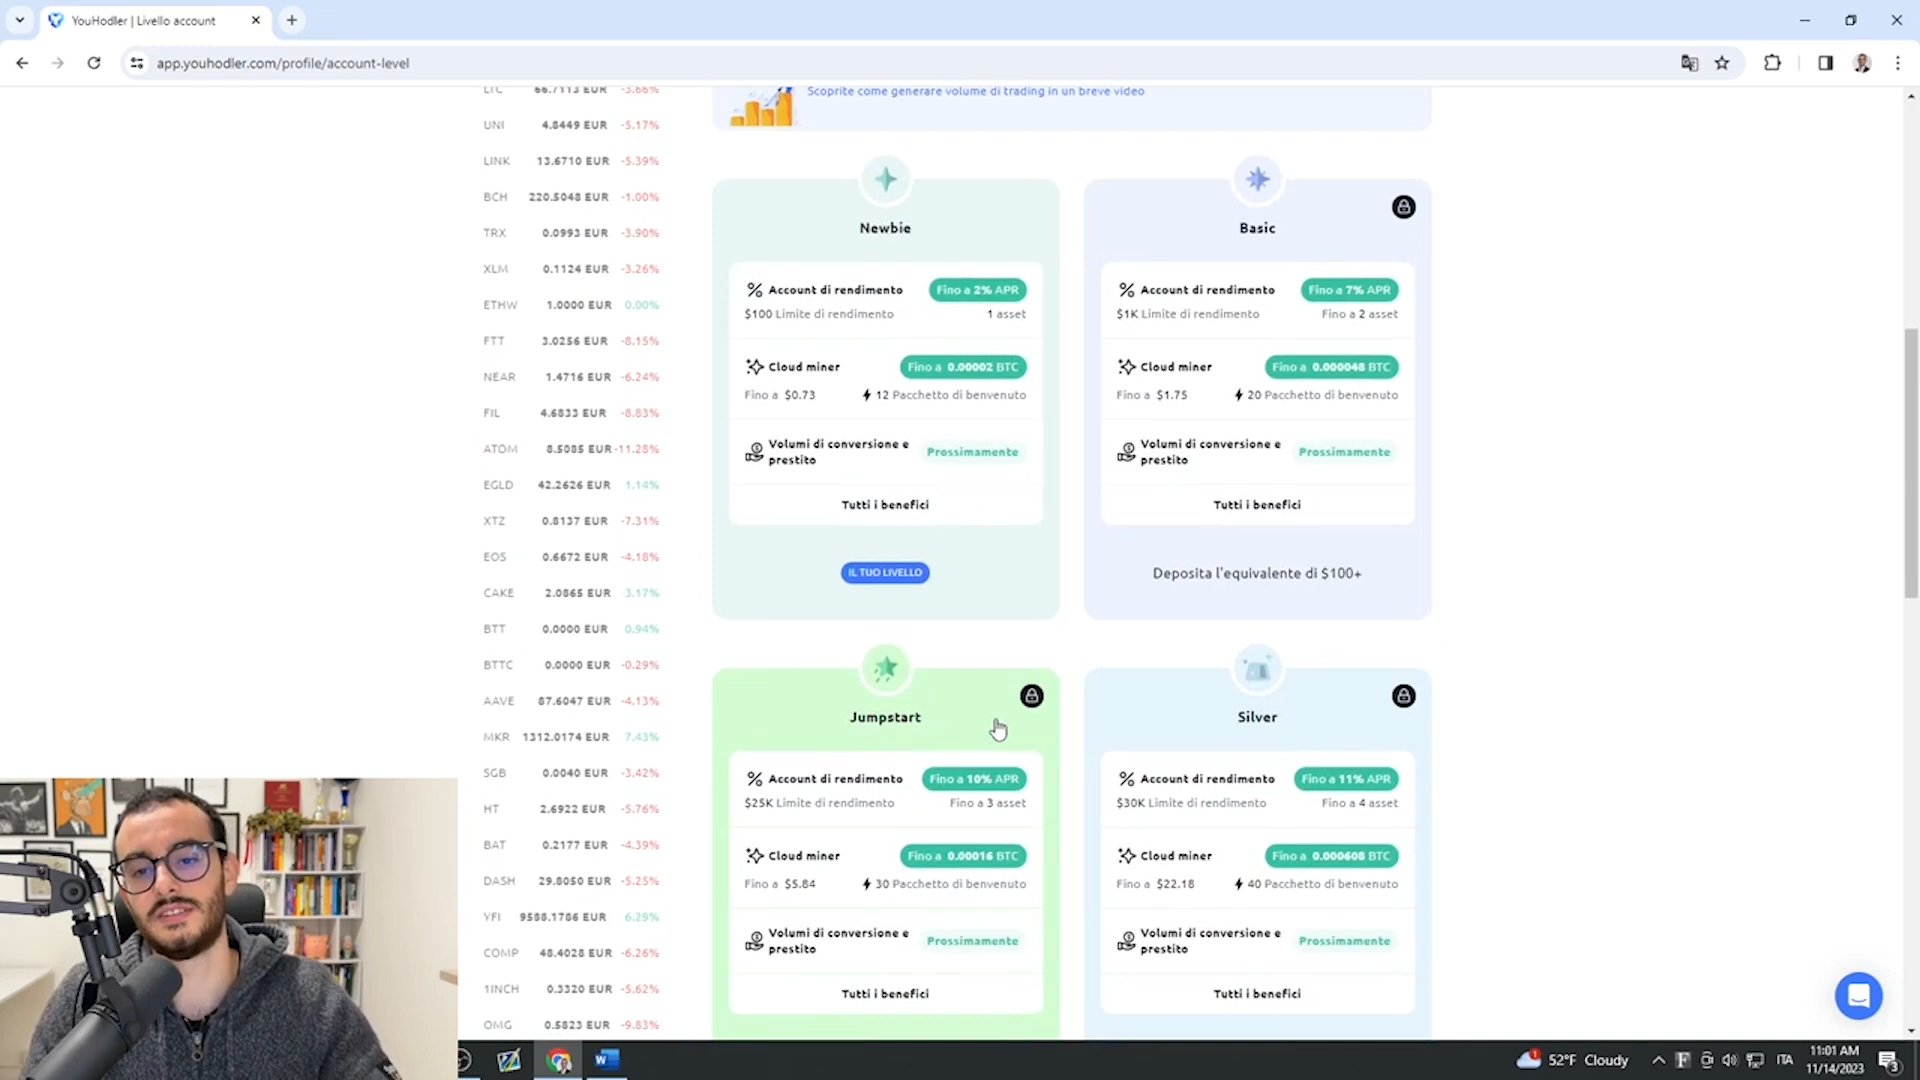 YouHodler | Livello account
app.youhodler.com/profile/account-level
LTC 66.7113 EUR -3.66%
UNI 4.8449 EUR -5.17%
LINK 13.6710 EUR -5.39%
BCH 220.5048 EUR -1.00%
TRX 0.0993 EUR -3.90%
XLM 0.1124 EUR -3.26%
ETHW 1.0000 EUR 0.00%
FTT 3.0256 EUR -8.15%
NEAR 1.4716 EUR -6.24%
FIL 4.6833 EUR -8.83%
ATOM 8.5085 EUR -11.28%
EGLD 42.2626 EUR 1.14%
XTZ 0.8137 EUR -7.31%
EOS 0.6672 EUR -4.18%
CAKE 2.0865 EUR 3.17%
BTT 0.0000 EUR 0.94%
BTTC 0.0000 EUR -0.29%
AAVE 87.6047 EUR -4.13%
MKR 1312.0174 EUR 7.43%
SGB 0.0040 EUR -3.42%
HT 2.6922 EUR -5.76%
BAT 0.2177 EUR -4.39%
DASH 29.8050 EUR -5.25%
YFI 9588.1786 EUR 6.29%
COMP 48.4028 EUR -6.26%
1INCH 0.3320 EUR -5.62%
OMG 0.5823 EUR -9.83%
Scoprite come generare volume di trading in un breve video
Newbie
Account di rendimento Fino a 2% APR
$100 Limite di rendimento 1 asset
Cloud miner Fino a 0.00002 BTC
Fino a $0.73 12 Pacchetto di benvenuto
Volumi di conversione e
prestito
Prossimamente
Tutti i benefici
IL TUO LIVELLO
Basic
Account di rendimento Fino a 7% APR
$1K Limite di rendimento Fino a 2 asset
Cloud miner Fino a 0.000048 BTC
Fino a $1.75 20 Pacchetto di benvenuto
Volumi di conversione e
prestito
Prossimamente
Tutti i benefici
Deposita l'equivalente di $100+
Jumpstart
Account di rendimento Fino a 10% APR
$25K Limite di rendimento Fino a 3 asset
Cloud miner Fino a 0.00016 BTC
Fino a $5.84 30 Pacchetto di benvenuto
Volumi di conversione e
prestito
Prossimamente
Tutti i benefici
Silver
Account di rendimento Fino a 11% APR
$30K Limite di rendimento Fino a 4 asset
Cloud miner Fino a 0.000608 BTC
Fino a $22.18 40 Pacchetto di benvenuto
Volumi di conversione e
prestito
Prossimamente
Tutti i benefici
52°F Cloudy
ITA
11:01 AM
11/14/2023
3